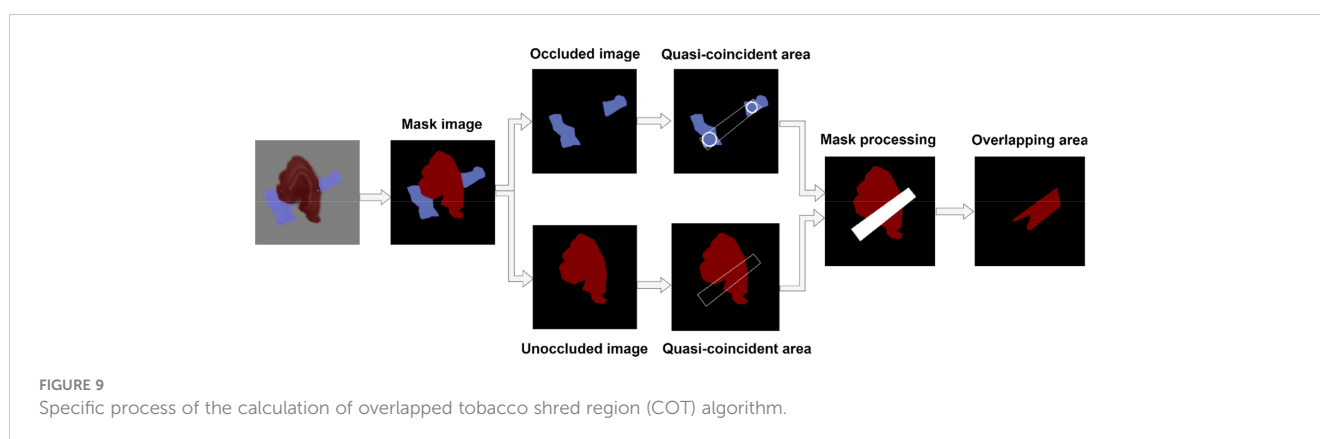 Occluded image
Quasi-coincident area
Mask image
Mask processing
Overlapping area
Unoccluded image
Quasi-coincident area
FIGURE 9
Specific process of the calculation of overlapped tobacco shred region (COT) algorithm.